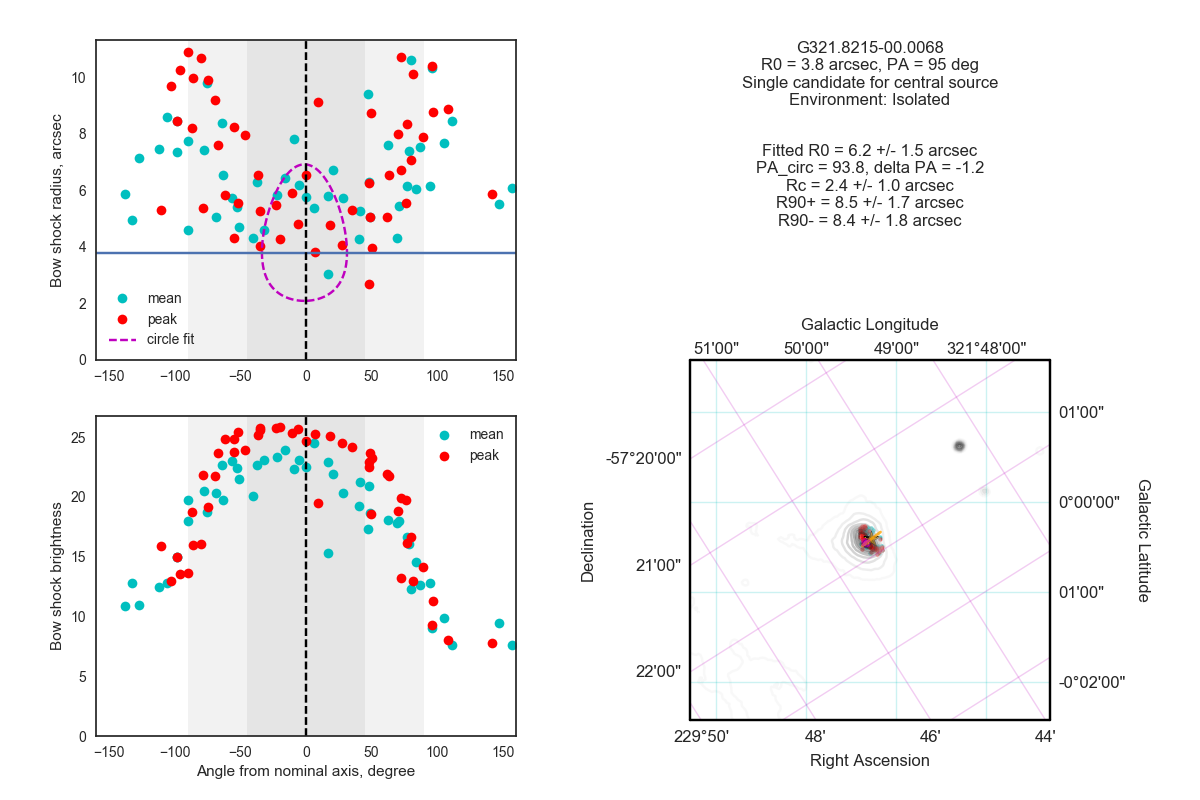 G321.8215-00.0068
R0 = 3.8 arcsec, PA = 95 deg
Single candidate for central source
Environment: Isolated
Fitted R0 = 6.2 +/- 1.5 arcsec
PA_circ = 93.8, delta PA = -1.2
Rc = 2.4 +/- 1.0 arcsec
R90+ = 8.5 +/- 1.7 arcsec
R90- = 8.4 +/- 1.8 arcsec
Bow shock radius, arcsec
10
8
6
4
2
0
mean
peak
circle fit
−150 −100 −50 0 50 100 150
Bow shock brightness
25
20
15
10
5
0
mean
peak
−150 −100 −50 0 50 100 150
Angle from nominal axis, degree
Galactic Longitude
51'00" 50'00" 49'00" 321°48'00"
Declination
-57°20'00"
21'00"
22'00"
01'00"
0°00'00"
01'00"
-0°02'00"
Galactic Latitude
229°50' 48' 46' 44'
Right Ascension